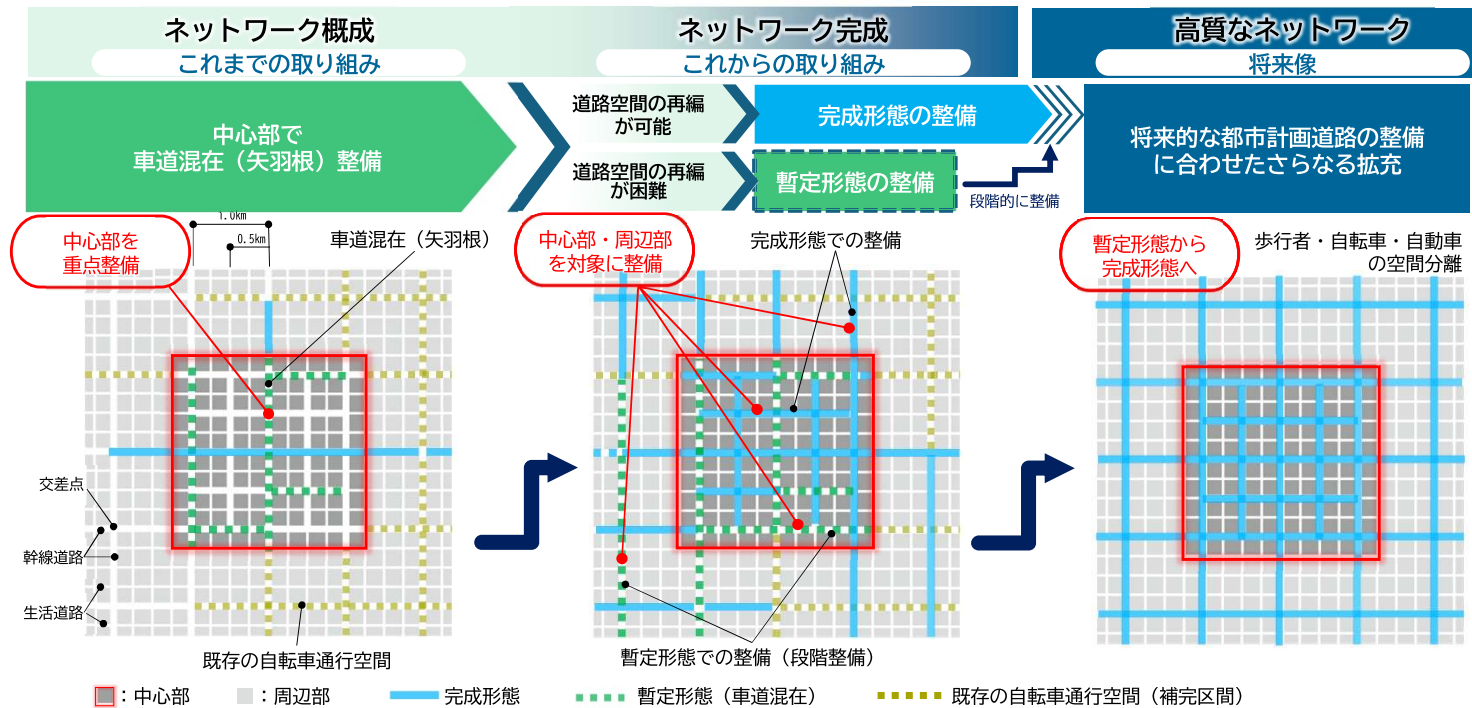 ネットワーク概成
これまでの取り組み
ネットワーク完成
これからの取り組み
高質なネットワーク
将来像
中心部で
車道混在（矢羽根）整備
道路空間の再編
が可能
完成形態の整備
道路空間の再編
が困難
暫定形態の整備
段階的に整備
将来的な都市計画道路の整備
に合わせたさらなる拡充
1.0km
0.5km
中心部を
重点整備
車道混在（矢羽根）
交差点
幹線道路
生活道路
既存の自転車通行空間
中心部・周辺部
を対象に整備
完成形態での整備
暫定形態での整備（段階整備）
暫定形態から
完成形態へ
歩行者・自転車・自動車
の空間分離
：中心部
：周辺部
完成形態
暫定形態（車道混在）
既存の自転車通行空間（補完区間）